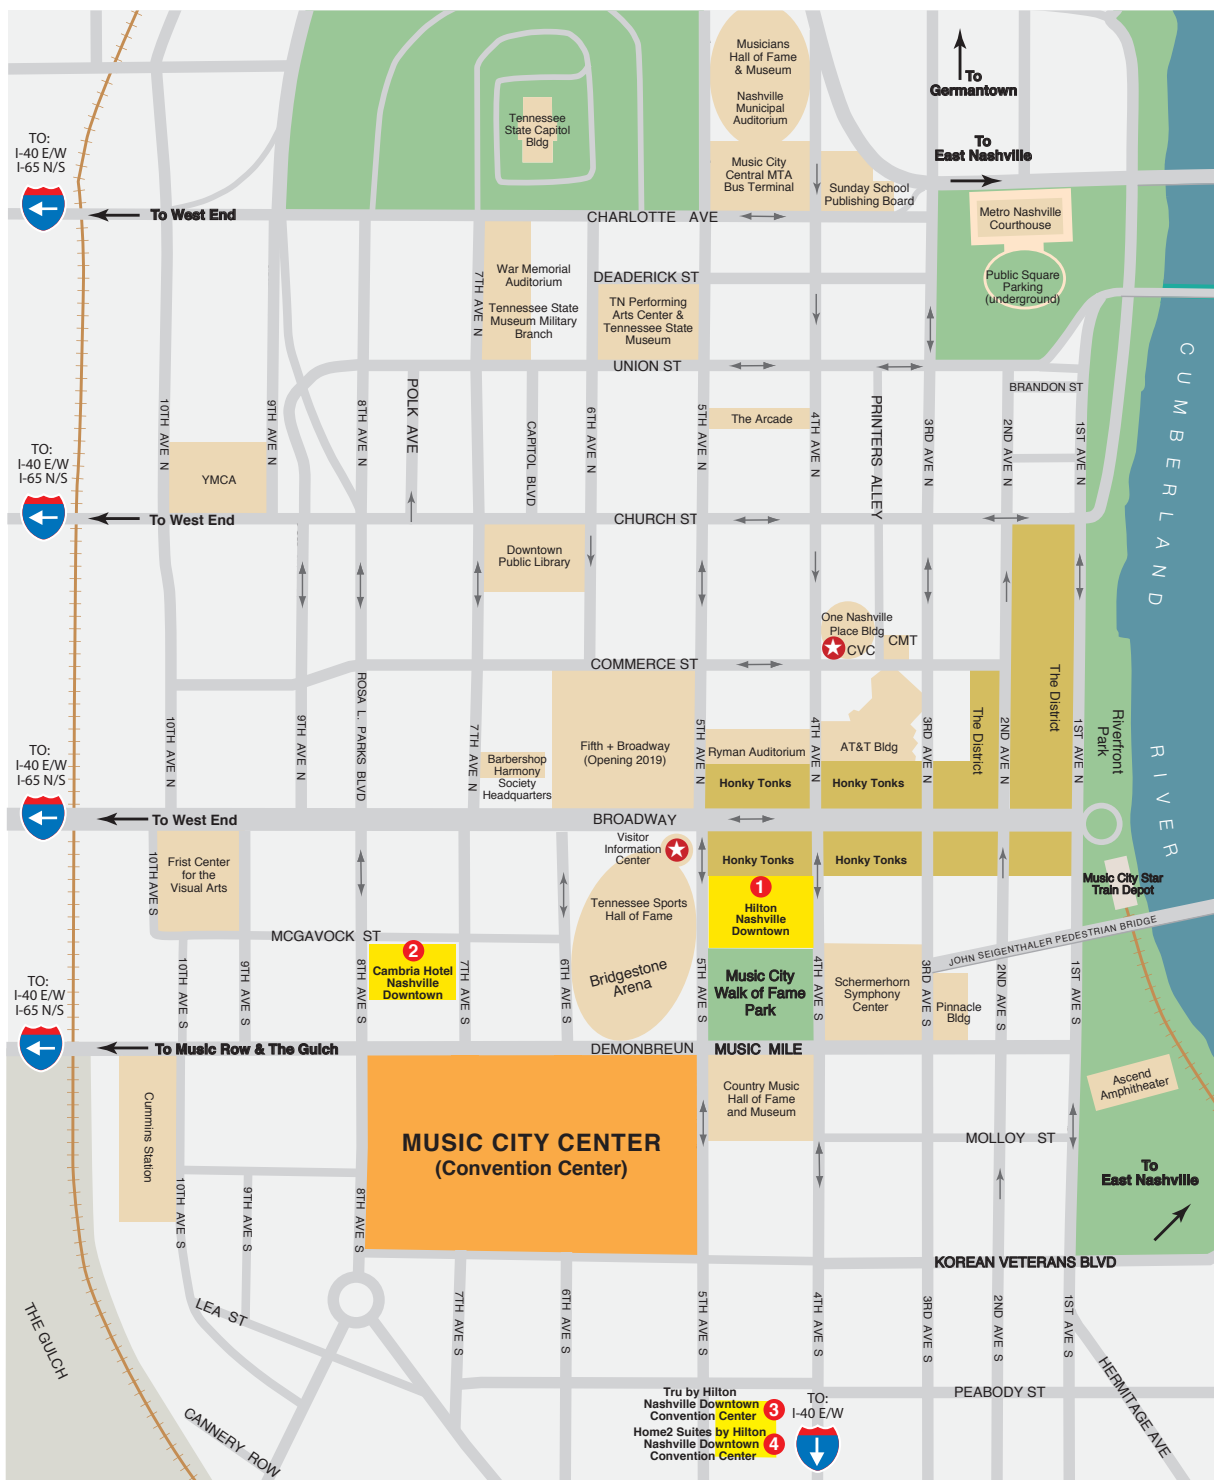 Musicians
Hall of Fame
& Museum
Nashville
Municipal
Auditorium
To
Germantown
Tennessee
State Capitol
Bldg
TO:
I-40 E/W
I-65 N/S
To
East Nashville
Music City
Central MTA
Bus Terminal
Sunday School
Publishing Board
To West End
CHARLOTTE AVE
Metro Nashville
Courthouse
Public Square
Parking
(underground)
War Memorial
Auditorium
Tennessee State
Museum Military
Branch
7TH AVE N
DEADERICK ST
TN Performing
Arts Center &
Tennessee State
Museum
UNION ST
BRANDON ST
CUMBERLAND
RIVER
10TH AVE N
9TH AVE N
8TH AVE N
POLK AVE
CAPITOL BLVD
6TH AVE N
5TH AVE N
The Arcade
4TH AVE N
PRINTERS ALLEY
3RD AVE N
2ND AVE N
1ST AVE N
TO:
I-40 E/W
I-65 N/S
YMCA
To West End
CHURCH ST
Downtown
Public Library
One Nashville
Place Bldg
CVC
CMT
COMMERCE ST
10TH AVE N
9TH AVE N
ROSA L. PARKS BLVD
7TH AVE N
5TH AVE N
4TH AVE N
3RD AVE N
The District
2ND AVE N
The District
1ST AVE N
Riverfront
Park
TO:
I-40 E/W
I-65 N/S
Barbershop
Harmony
Society
Headquarters
Fifth + Broadway
(Opening 2019)
Ryman Auditorium
AT&T Bldg
Honky Tonks
Honky Tonks
To West End
BROADWAY
Visitor
Information
Center
Honky Tonks
Honky Tonks
10TH AVE S
Frist Center
for the
Visual Arts
Tennessee Sports
Hall of Fame
Bridgestone
Arena
1
Hilton
Nashville
Downtown
Music City Star
Train Depot
JOHN SEIGENTHALER PEDESTRIAN BRIDGE
MCGAVOCK ST
2
Cambria Hotel
Nashville
Downtown
TO:
I-40 E/W
I-65 N/S
10TH AVE S
9TH AVE S
8TH AVE S
7TH AVE S
6TH AVE S
5TH AVE S
Music City
Walk of Fame
Park
4TH AVE S
Schermerhorn
Symphony
Center
3RD AVE S
Pinnacle
Bldg
2ND AVE S
1ST AVE S
To Music Row & The Gulch
DEMONBREUN
MUSIC MILE
Cummins Station
MUSIC CITY CENTER
(Convention Center)
Country Music
Hall of Fame
and Museum
Ascend
Amphitheater
MOLLOY ST
To
East Nashville
10TH AVE S
9TH AVE S
8TH AVE S
KOREAN VETERANS BLVD
THE GULCH
LEA ST
7TH AVE S
6TH AVE S
5TH AVE S
4TH AVE S
3RD AVE S
2ND AVE S
1ST AVE S
HERMITAGE AVE
CANNERY ROW
PEABODY ST
Tru by Hilton
Nashville Downtown
Convention Center
3
Home2 Suites by Hilton
Nashville Downtown
Convention Center
4
TO:
I-40 E/W